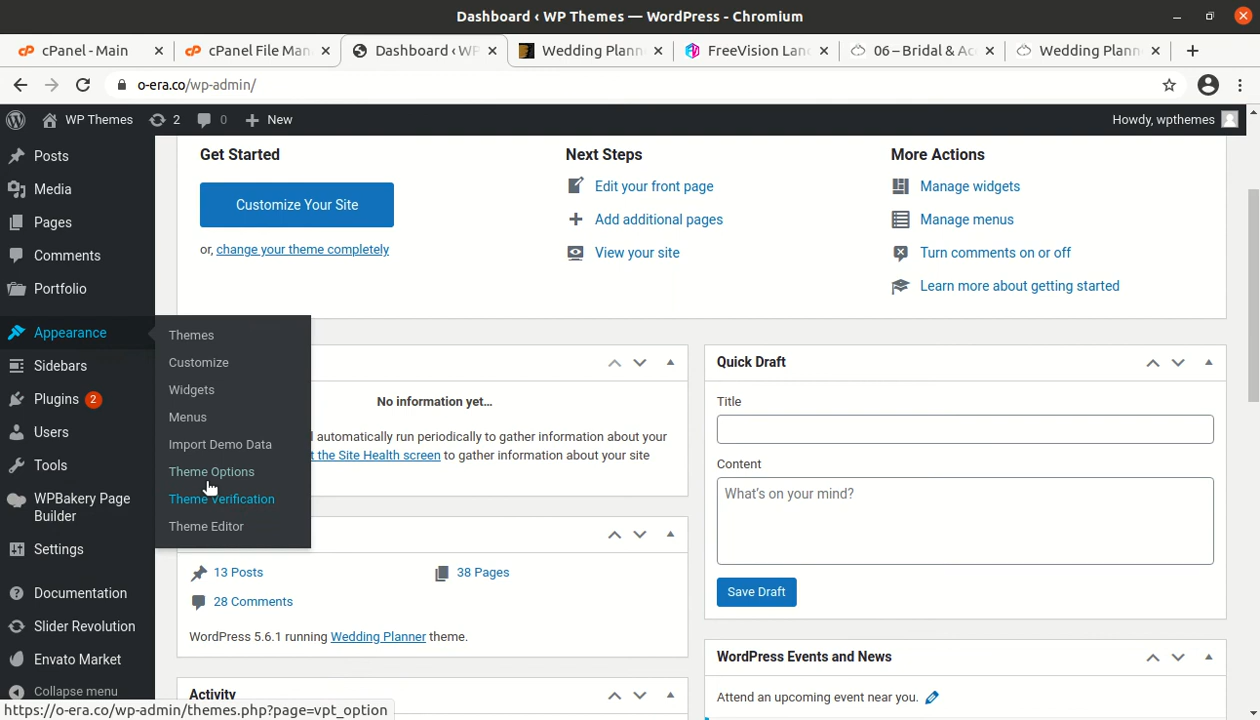 Dashboard ‹ WP Themes — WordPress - Chromium
cPanel - Main
cPanel File Man
Dashboard ‹ WP
Wedding Plann
FreeVision Lan
06 – Bridal & Ac
Wedding Plann
o-era.co/wp-admin/
WP Themes
2
0
New
Howdy, wpthemes
Posts
Media
Pages
Comments
Portfolio
Appearance
Sidebars
Plugins 2
Users
Tools
WPBakery Page
Builder
Settings
Documentation
Slider Revolution
Envato Market
Collapse menu
Themes
Customize
Widgets
Menus
Import Demo Data
Theme Options
Theme Verification
Theme Editor
Get Started
Customize Your Site
or, change your theme completely
Next Steps
Edit your front page
Add additional pages
View your site
More Actions
Manage widgets
Manage menus
Turn comments on or off
Learn more about getting started
No information yet…
automatically run periodically to gather information about your
the Site Health screen to gather information about your site
13 Posts
38 Pages
28 Comments
WordPress 5.6.1 running Wedding Planner theme.
Activity
Quick Draft
Title
Content
What's on your mind?
Save Draft
WordPress Events and News
Attend an upcoming event near you.
https://o-era.co/wp-admin/themes.php?page=vpt_option